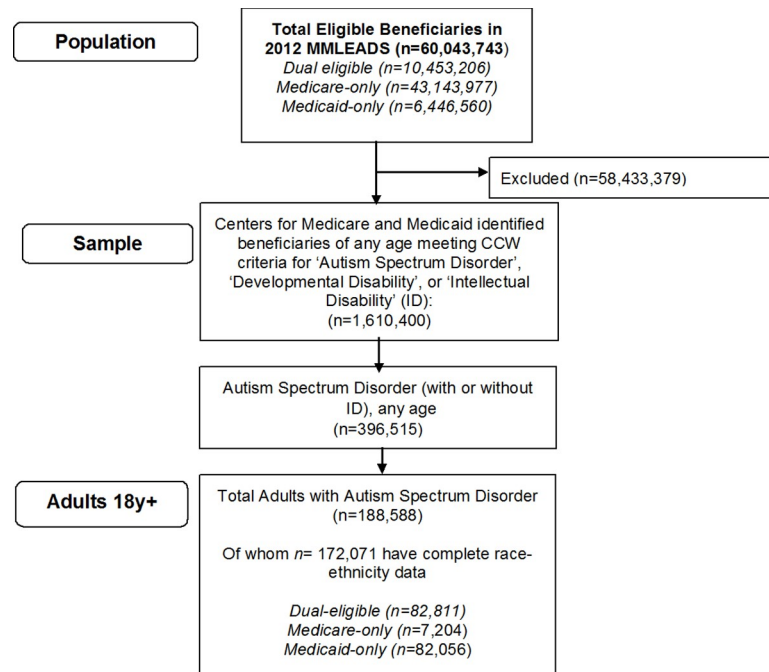 Population
Total Eligible Beneficiaries in
2012 MMLEADS (n=60,043,743)
Dual eligible (n=10,453,206)
Medicare-only (n=43,143,977)
Medicaid-only (n=6,446,560)
Excluded (n=58,433,379)
Sample
Centers for Medicare and Medicaid identified
beneficiaries of any age meeting CCW
criteria for ‘Autism Spectrum Disorder’,
‘Developmental Disability’, or ‘Intellectual
Disability’ (ID):
(n=1,610,400)
Autism Spectrum Disorder (with or without
ID), any age
(n=396,515)
Adults 18y+
Total Adults with Autism Spectrum Disorder
(n=188,588)
Of whom n= 172,071 have complete race-
ethnicity data
Dual-eligible (n=82,811)
Medicare-only (n=7,204)
Medicaid-only (n=82,056)